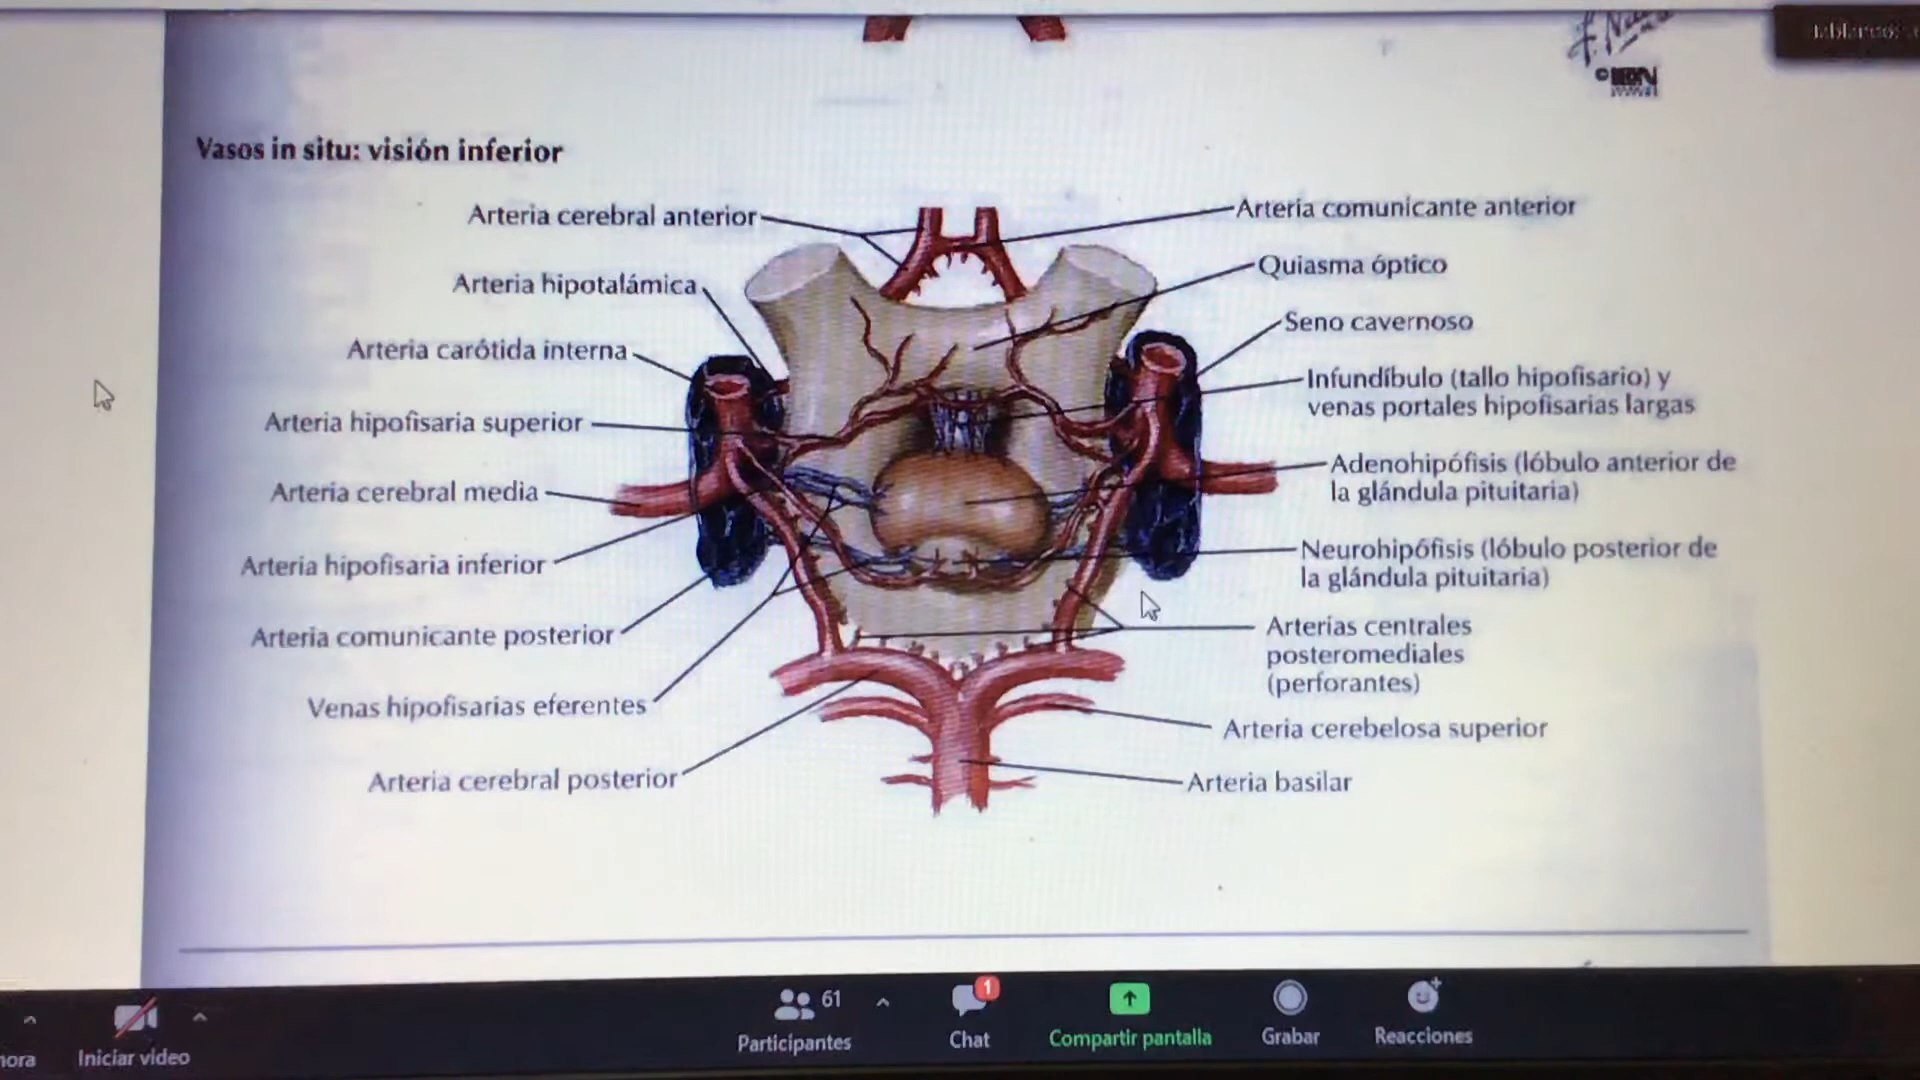 Vasos in situ: visión inferior
Arteria cerebral anterior
Arteria hipotalámica
Arteria carótida interna
Arteria hipofisaria superior
Arteria cerebral media
Arteria hipofisaria inferior
Arteria comunicante posterior
Venas hipofisarias eferentes
Arteria cerebral posterior
Arteria comunicante anterior
Quiasma óptico
Seno cavernoso
Infundíbulo (tallo hipofisario) y
venas portales hipofisarias largas
Adenohipófisis (lóbulo anterior de
la glándula pituitaria)
Neurohipófisis (lóbulo posterior de
la glándula pituitaria)
Arterias centrales
posteromediales
(perforantes)
Arteria cerebelosa superior
Arteria basilar
Iniciar video
61
Participantes
1
Chat
Compartir pantalla
Grabar
Reacciones